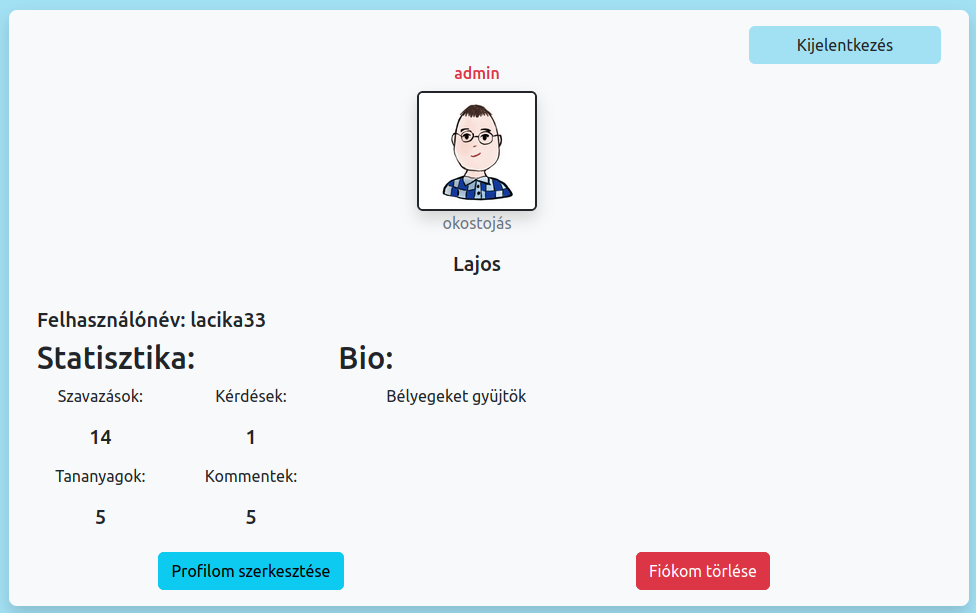 Kijelentkezés
admin
okostojás
Lajos
Felhasználónév: lacika33
Statisztika:
Bio:
Szavazások:
Kérdések:
Bélyegeket gyüjtök
14
1
Tananyagok:
Kommentek:
5
5
Profilom szerkesztése
Fiókom törlése